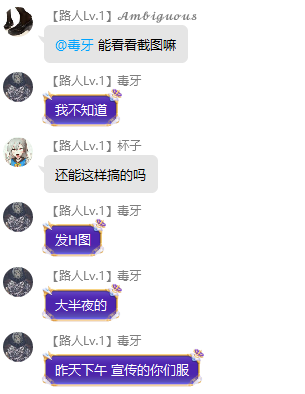 【路人Lv.1】𝓐𝓶𝓫𝓲𝓰𝓾𝓸𝓾𝓼
@毒牙 能看看截图嘛
【路人Lv.1】毒牙
我不知道
【路人Lv.1】杯子
还能这样搞的吗
【路人Lv.1】毒牙
发H图
【路人Lv.1】毒牙
大半夜的
【路人Lv.1】毒牙
昨天下午 宣传的你们服